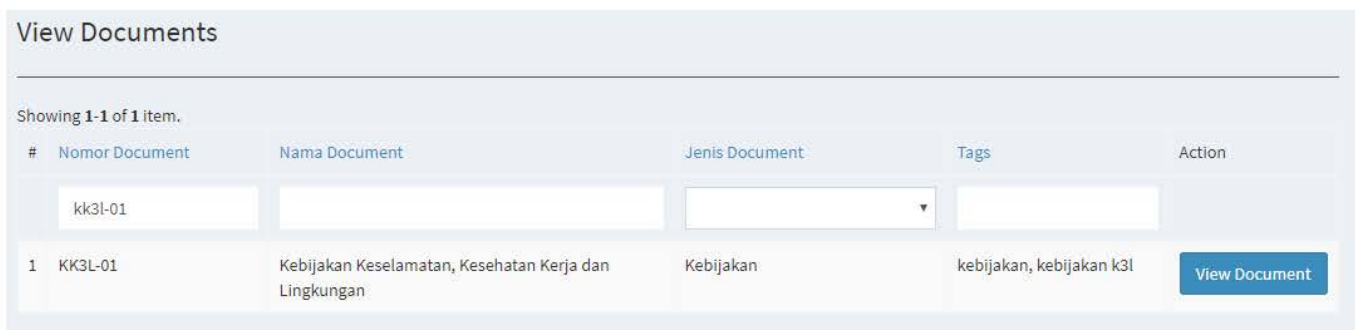 View Documents
Showing 1-1 of 1 item.
# Nomor Document Nama Document Jenis Document Tags Action
kk3l-01
1 KK3L-01 Kebijakan Keselamatan, Kesehatan Kerja dan Kebijakan kebijakan, kebijakan k3l View Document
Lingkungan